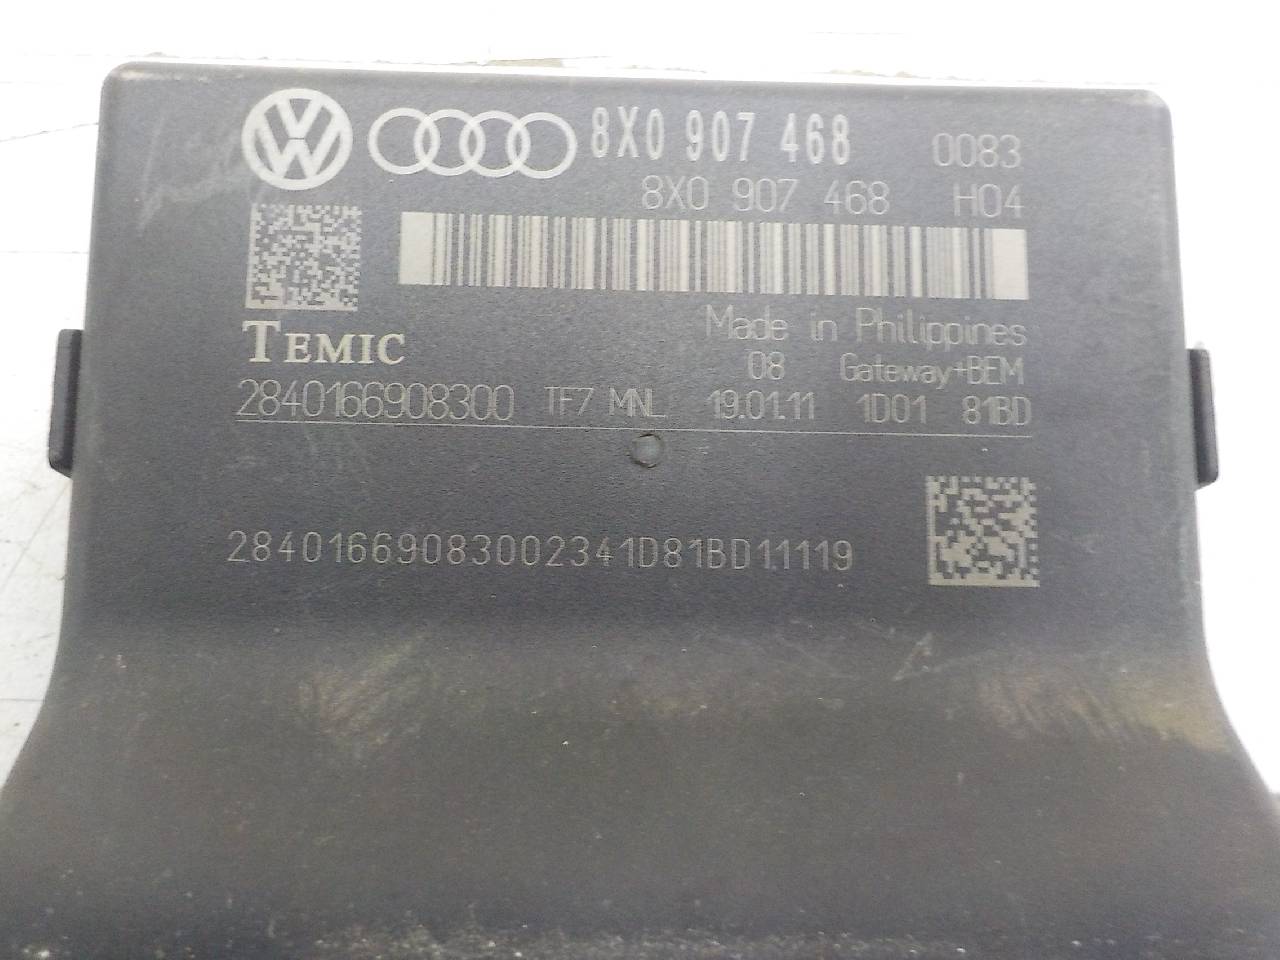 8X0 907 468 0083
8X0 907 468 H04
Made in Philippines
TEMIC
08 Gateway+BEM
2840166908300 TF7 MNL 19.01.11 1D01 81BD
28401669083002341D81BD11119